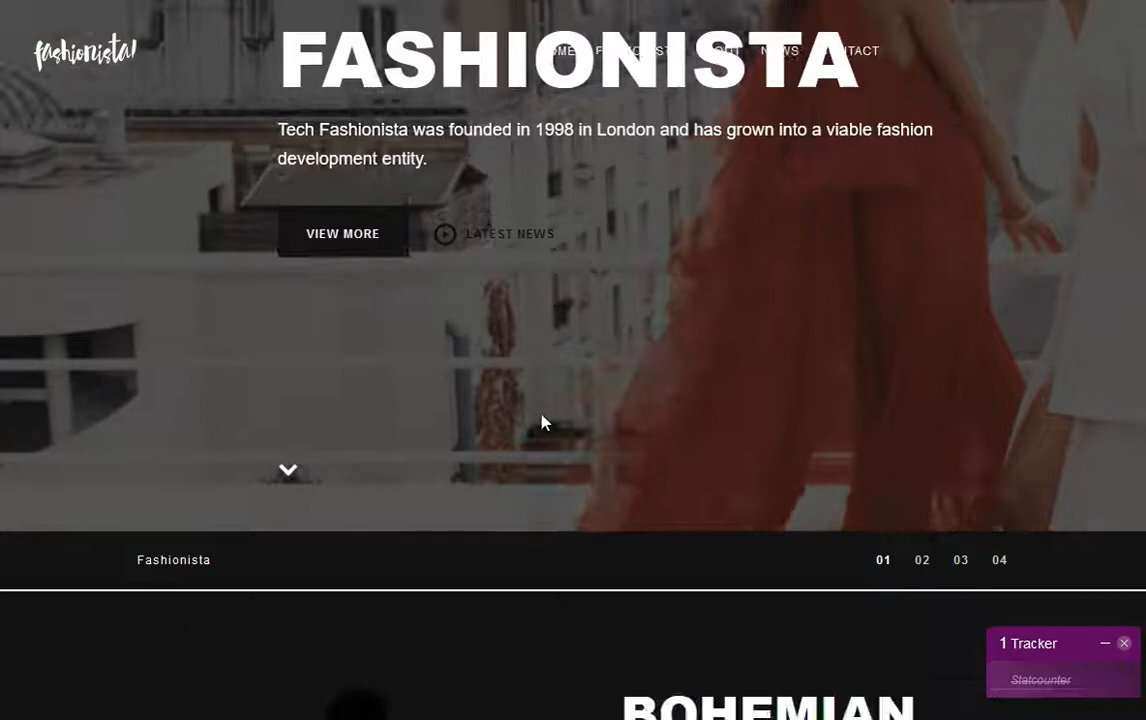 fashionista!
FASHIONISTA
NEWS
Tech Fashionista was founded in 1998 in London and has grown into a viable fashion
development entity.
VIEW MORE
LATEST NEWS
Fashionista
01 02 03 04
1 Tracker
Statcounter
BOHEMIAN